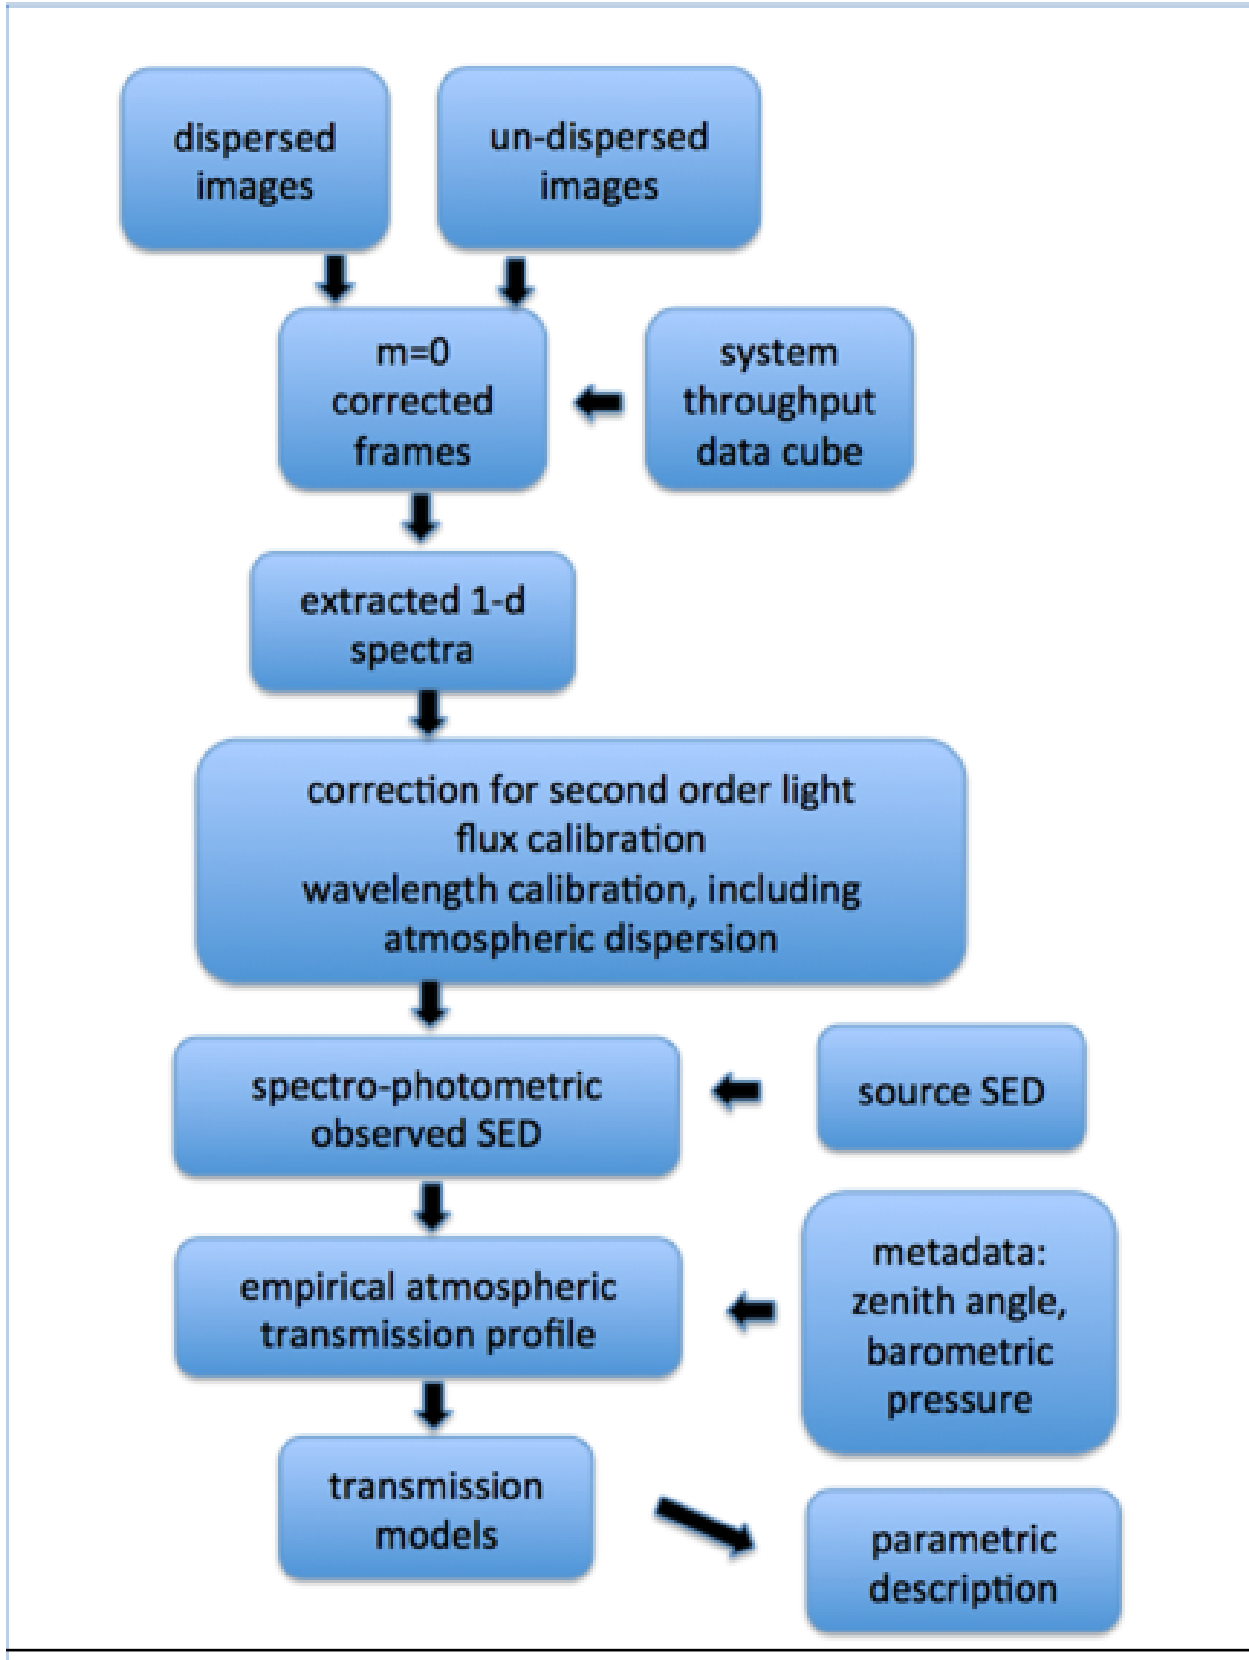 dispersed
images
un-dispersed
images
m=0
corrected
frames
system
throughput
data cube
extracted 1-d
spectra
correction for second order light
flux calibration
wavelength calibration, including
atmospheric dispersion
spectro-photometric
observed SED
source SED
empirical atmospheric
transmission profile
metadata:
zenith angle,
barometric
pressure
transmission
models
parametric
description